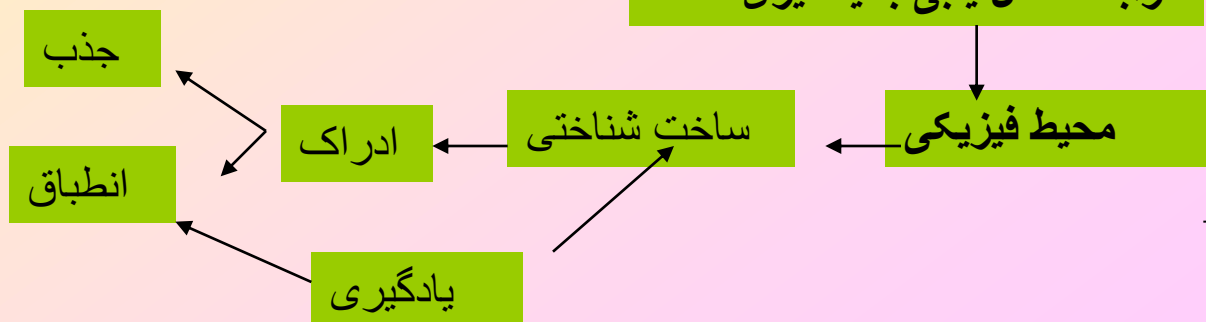 محیط فیزیکی
ساخت شناختی
ادراک
جذب
انطباق
یادگیری